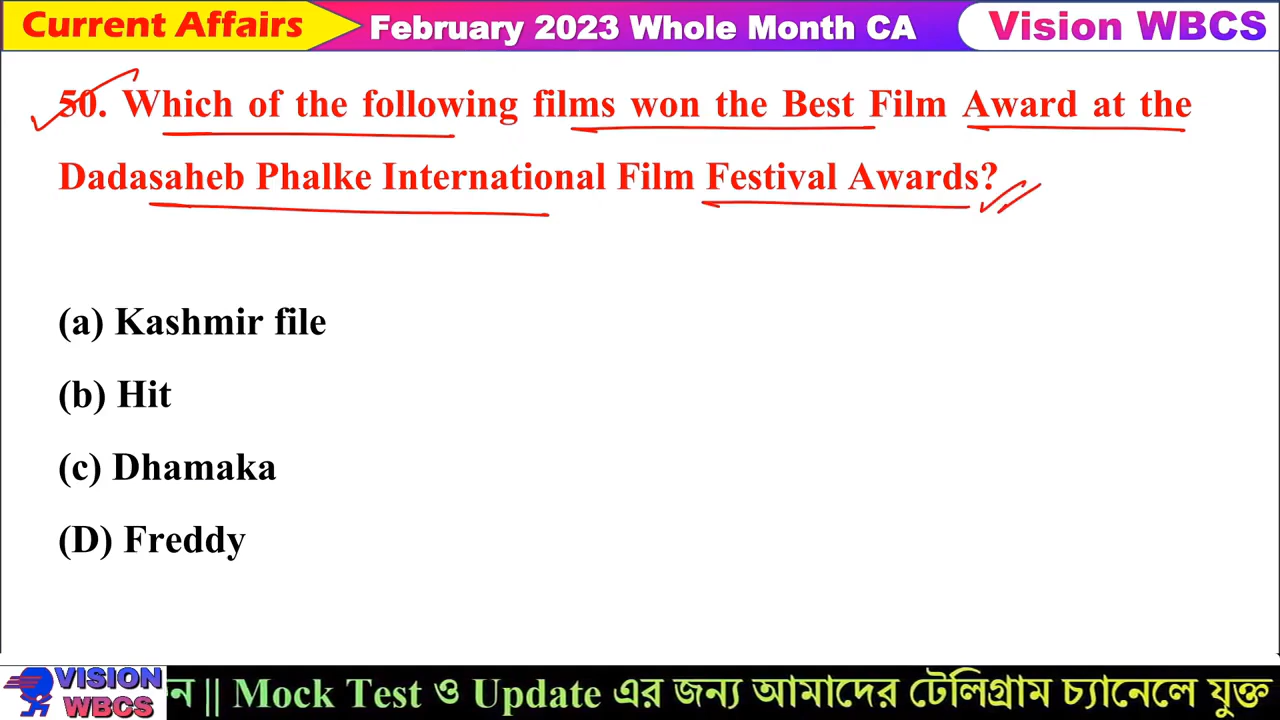 Current Affairs
February 2023 Whole Month CA
Vision WBCS
50. Which of the following films won the Best Film Award at the
Dadasaheb Phalke International Film Festival Awards?
(a) Kashmir file
(b) Hit
(c) Dhamaka
(D) Freddy
VISION
WBCS
ন || Mock Test ও Update এর জন্য আমাদের টেলিগ্রাম চ্যানেলে যুক্ত